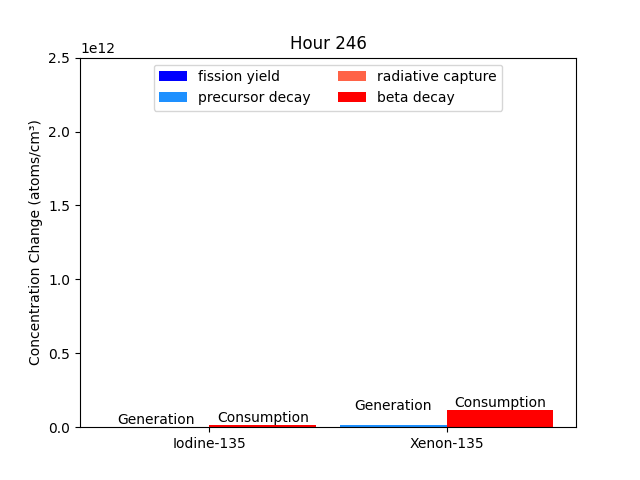 Hour 246
1e12
2.5
2.0
1.5
1.0
0.5
0.0
Concentration Change (atoms/cm³)
fission yield
precursor decay
radiative capture
beta decay
Generation
Consumption
Generation
Consumption
Iodine-135
Xenon-135